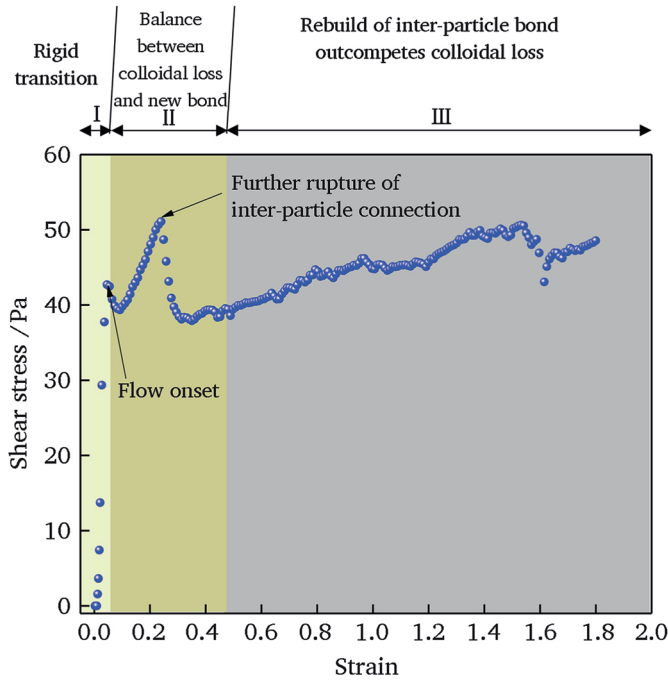 Rigid
transition
Balance
between
colloidal loss
and new bond
Rebuild of inter-particle bond
outcompetes colloidal loss
I
II
III
Further rupture of
inter-particle connection
Flow onset
60
50
40
30
20
10
0
Shear stress /Pa
0.0 0.2 0.4 0.6 0.8 1.0 1.2 1.4 1.6 1.8 2.0
Strain